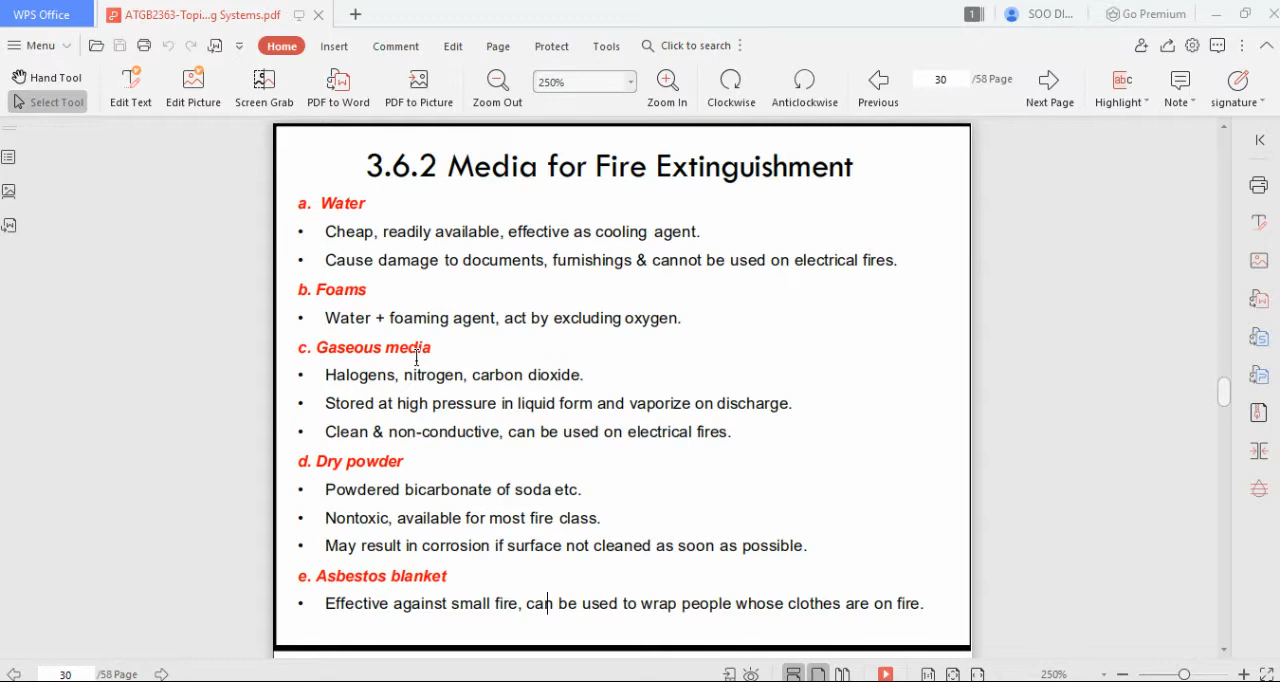 WPS Office
ATGB2363-Topi...g Systems.pdf
1
SOO DI...
Go Premium
Menu
Home
Insert
Comment
Edit
Page
Protect
Tools
Click to search
Hand Tool
Select Tool
Edit Text
Edit Picture
Screen Grab
PDF to Word
PDF to Picture
Zoom Out
250%
Zoom In
Clockwise
Anticlockwise
Previous
30 /58 Page
Next Page
abc
Highlight
Note
signature
3.6.2 Media for Fire Extinguishment
a. Water
• Cheap, readily available, effective as cooling agent.
• Cause damage to documents, furnishings & cannot be used on electrical fires.
b. Foams
• Water + foaming agent, act by excluding oxygen.
c. Gaseous media
• Halogens, nitrogen, carbon dioxide.
• Stored at high pressure in liquid form and vaporize on discharge.
• Clean & non-conductive, can be used on electrical fires.
d. Dry powder
• Powdered bicarbonate of soda etc.
• Nontoxic, available for most fire class.
• May result in corrosion if surface not cleaned as soon as possible.
e. Asbestos blanket
• Effective against small fire, can be used to wrap people whose clothes are on fire.
30 /58 Page
250%